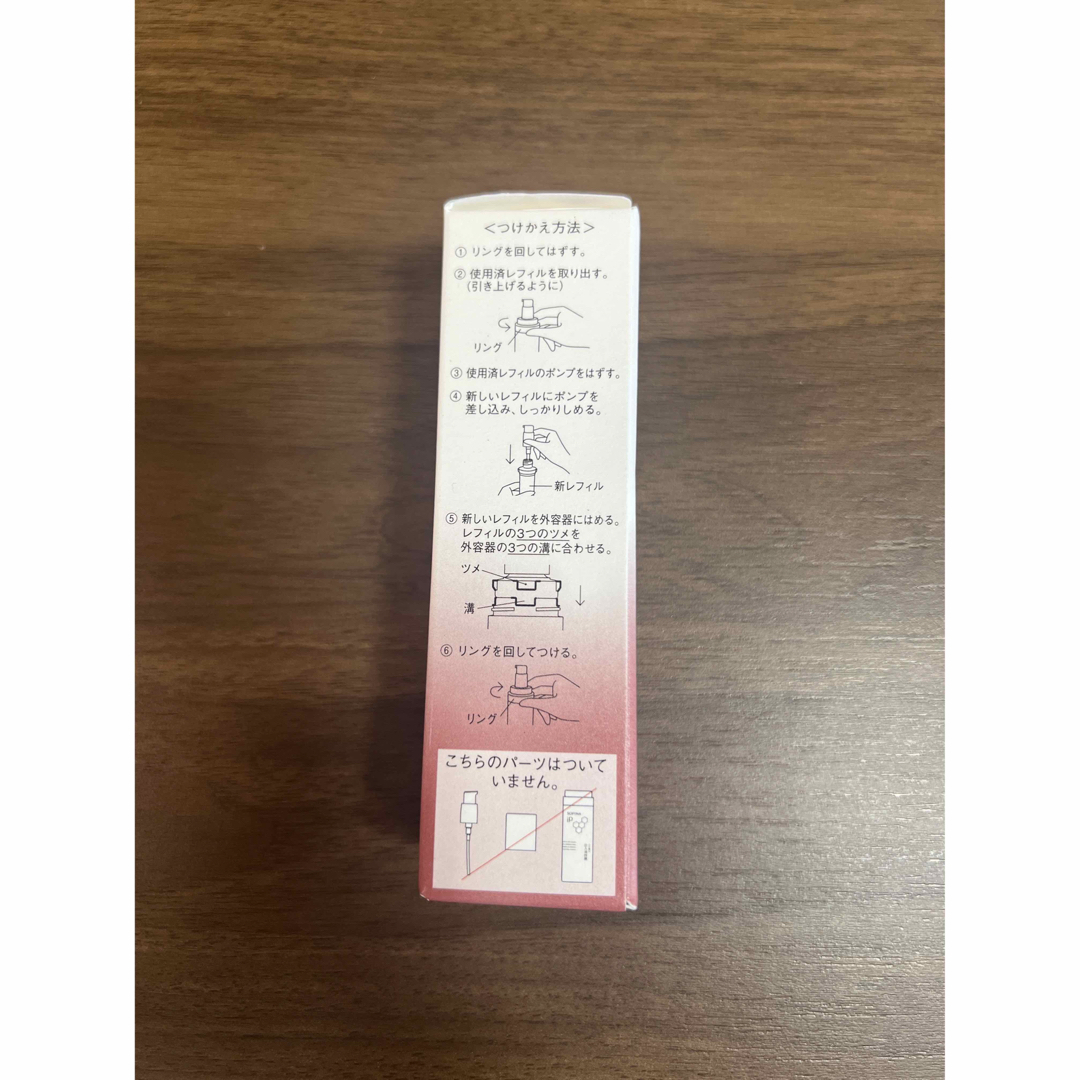 ＜つけかえ方法＞
① リングを回してはずす。
② 使用済レフィルを取り出す。
（引き上げるように）
リング
③ 使用済レフィルのポンプをはずす。
④ 新しいレフィルにポンプを
差し込み、しっかりしめる。
新レフィル
⑤ 新しいレフィルを外容器にはめる。
レフィルの3つのツメを
外容器の3つの溝に合わせる。
ツメ
溝
⑥ リングを回してつける。
リング
こちらのパーツはついて
いません。